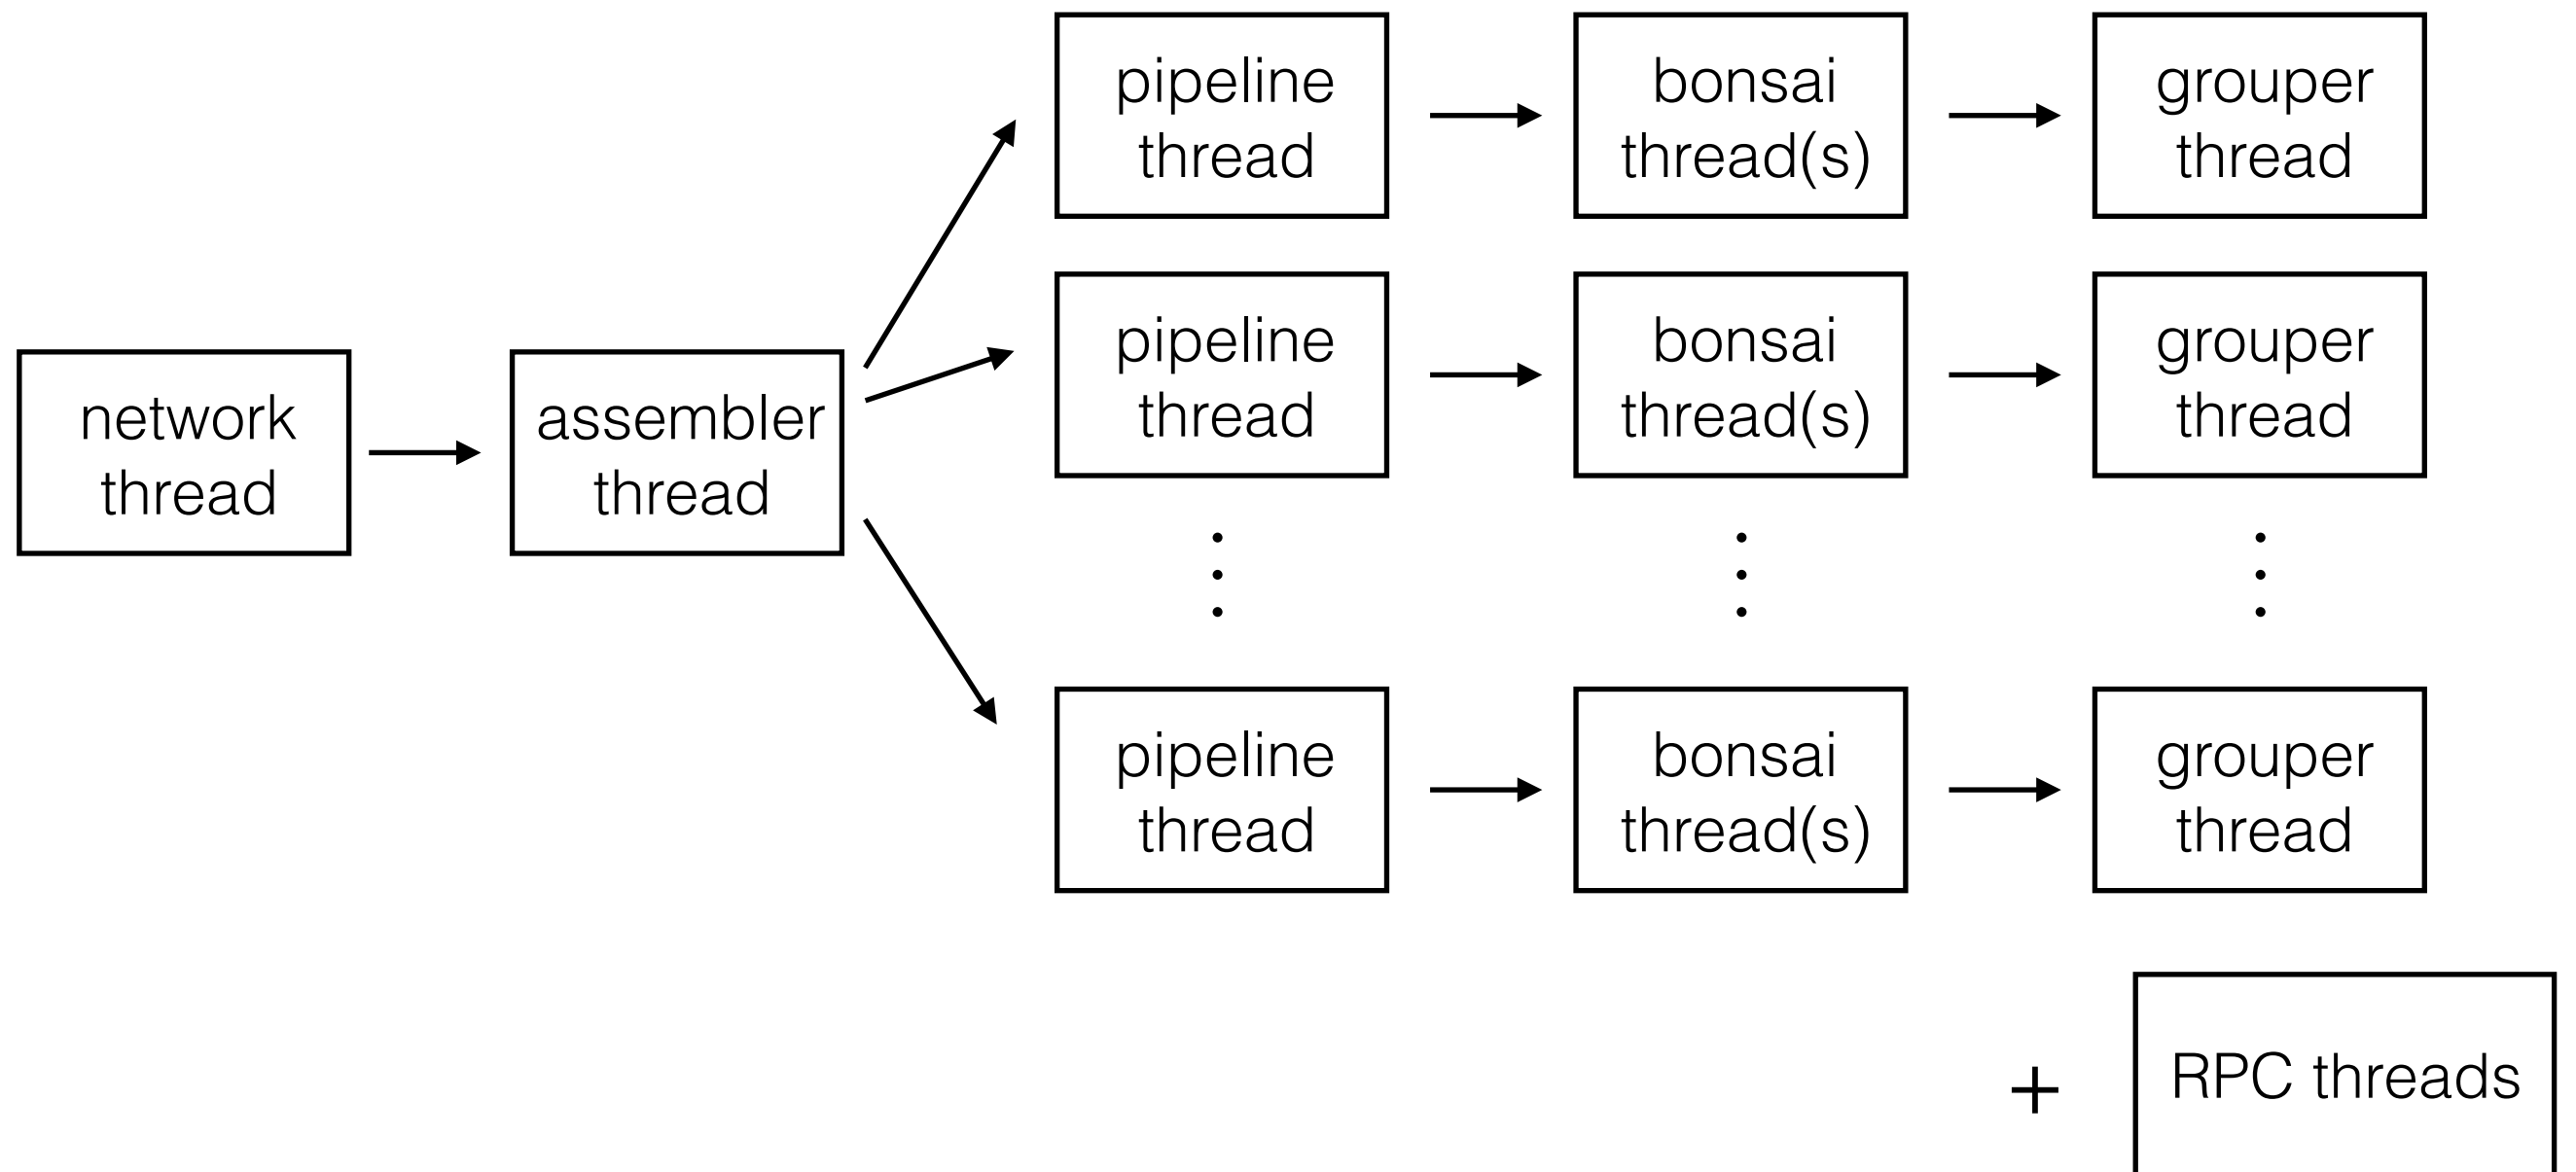 network
thread
assembler
thread
pipeline
thread
bonsai
thread(s)
grouper
thread
pipeline
thread
bonsai
thread(s)
grouper
thread
pipeline
thread
bonsai
thread(s)
grouper
thread
+
RPC threads